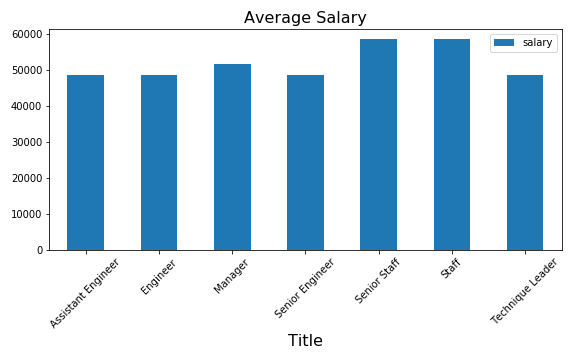 Average Salary
salary
60000
50000
40000
30000
20000
10000
0
Assistant Engineer
Engineer
Manager
Senior Engineer
Senior Staff
Staff
Technique Leader
Title